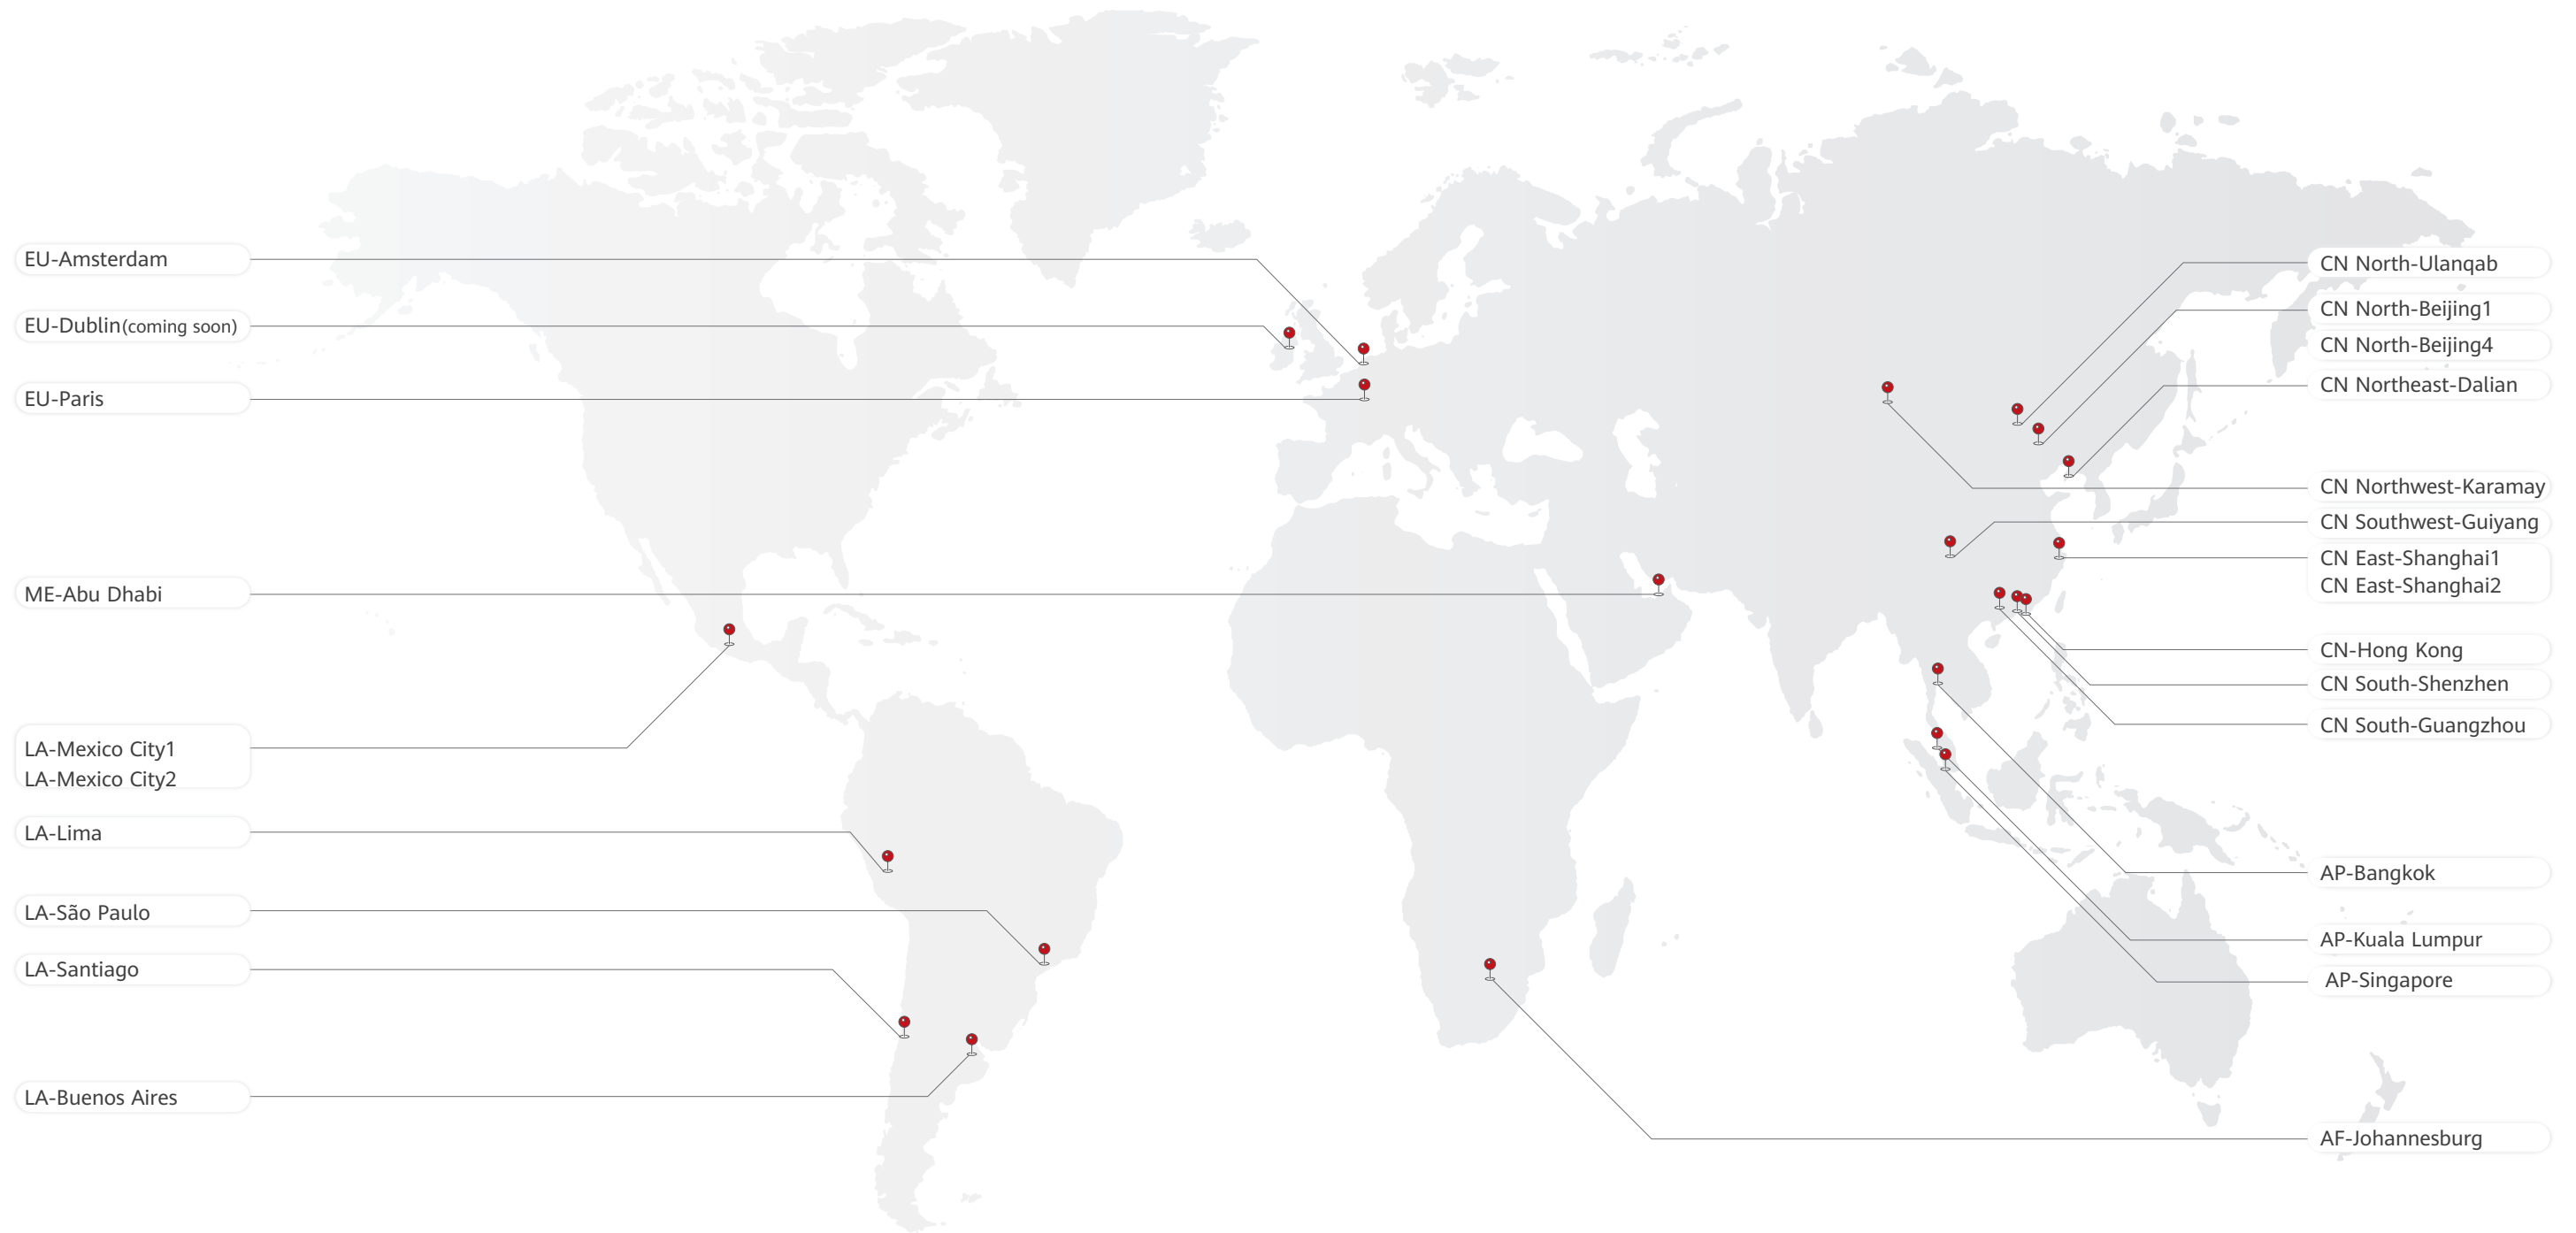 EU-Amsterdam
EU-Dublin(coming soon)
EU-Paris
ME-Abu Dhabi
LA-Mexico City1
LA-Mexico City2
LA-Lima
LA-São Paulo
LA-Santiago
LA-Buenos Aires
CN North-Ulanqab
CN North-Beijing1
CN North-Beijing4
CN Northeast-Dalian
CN Northwest-Karamay
CN Southwest-Guiyang
CN East-Shanghai1
CN East-Shanghai2
CN-Hong Kong
CN South-Shenzhen
CN South-Guangzhou
AP-Bangkok
AP-Kuala Lumpur
AP-Singapore
AF-Johannesburg